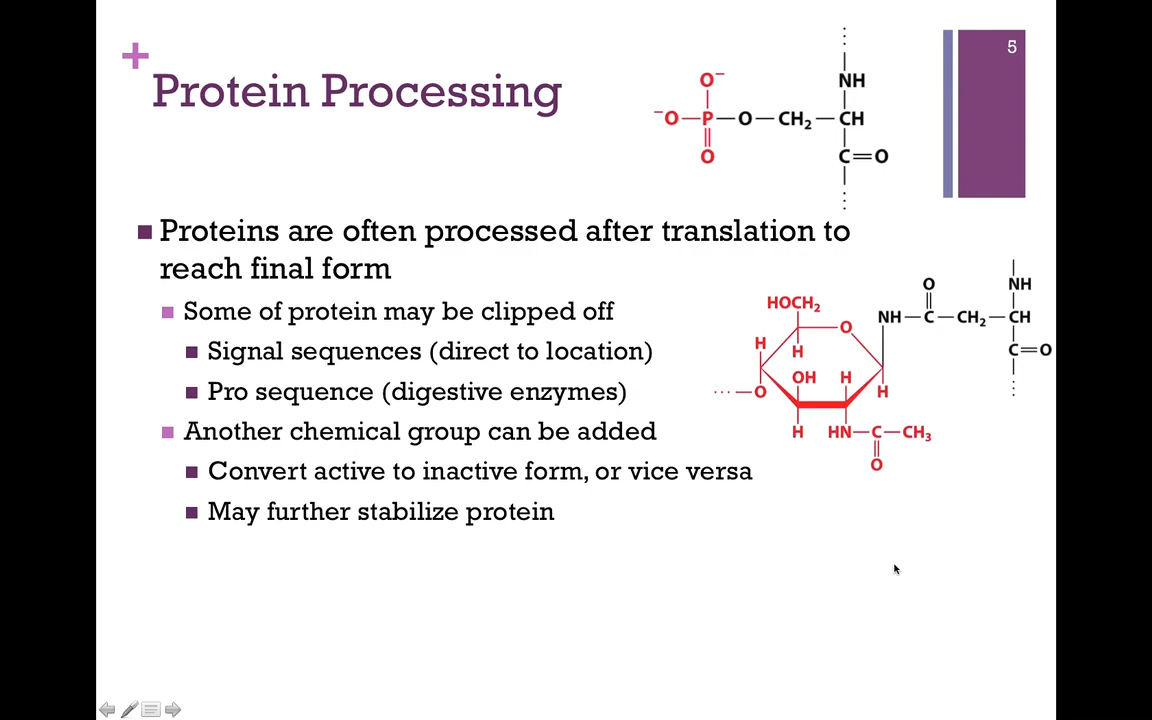 +
5
Protein Processing
O⁻
NH
⁻O—P—O—CH₂—CH
O
C=O
Proteins are often processed after translation to
reach final form
Some of protein may be clipped off
Signal sequences (direct to location)
Pro sequence (digestive enzymes)
Another chemical group can be added
Convert active to inactive form, or vice versa
May further stabilize protein
O
NH
HOCH₂
NH—C—CH₂—CH
O
H
H
C=O
OH
H
···—O
H
H
HN—C—CH₃
O